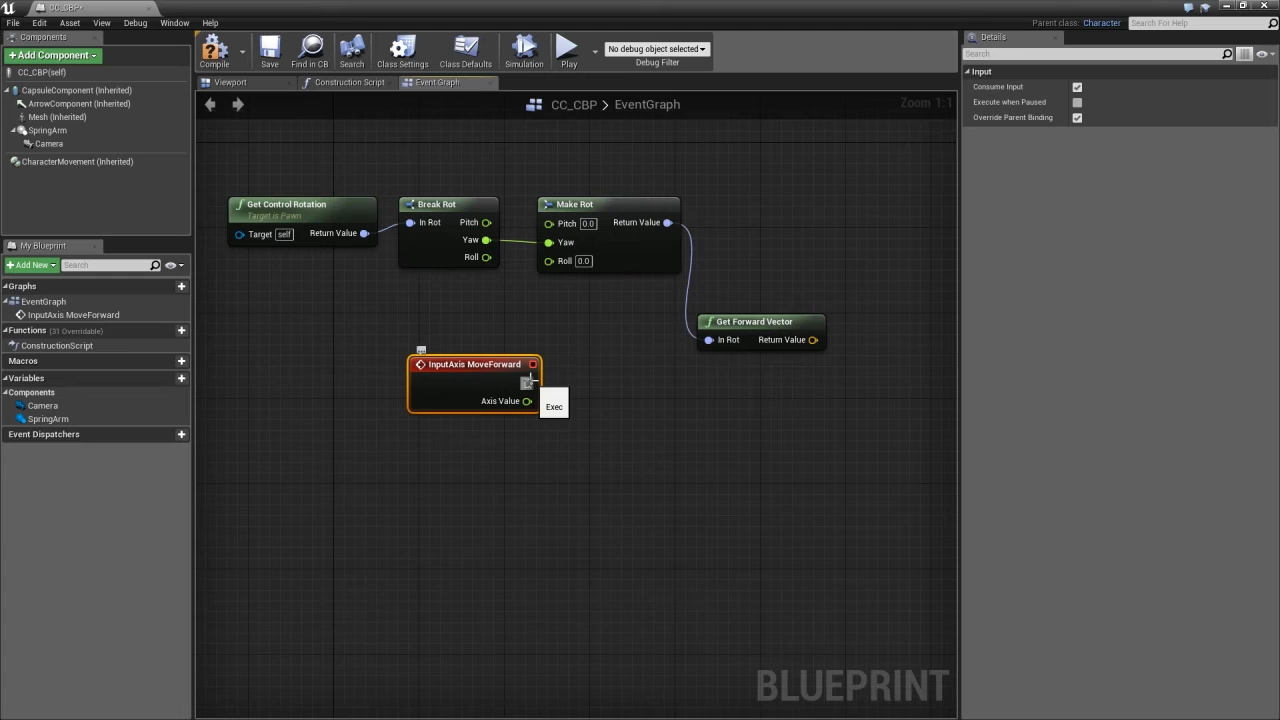 CC_CBP*
File Edit Asset View Debug Window Help
Parent class: Character
Search For Help
Components
+Add Component
CC_CBP(self)
CapsuleComponent (Inherited)
ArrowComponent (Inherited)
Mesh (Inherited)
SpringArm
Camera
CharacterMovement (Inherited)
My Blueprint
+Add New
Search
Graphs
EventGraph
InputAxis MoveForward
Functions (31 Overridable)
ConstructionScript
Macros
Variables
Components
Camera
SpringArm
Event Dispatchers
Compile
Save
Find in CB
Search
Class Settings
Class Defaults
Simulation
Play
No debug object selected
Debug Filter
Viewport
Construction Script
Event Graph
CC_CBP > EventGraph
Zoom 1:1
Get Control Rotation
Target is Pawn
Target self
Return Value
Break Rot
In Rot
Pitch
Yaw
Roll
Make Rot
Pitch 0.0
Return Value
Yaw
Roll 0.0
Get Forward Vector
In Rot
Return Value
InputAxis MoveForward
Axis Value
Exec
BLUEPRINT
Details
Search
Input
Consume Input
Execute when Paused
Override Parent Binding